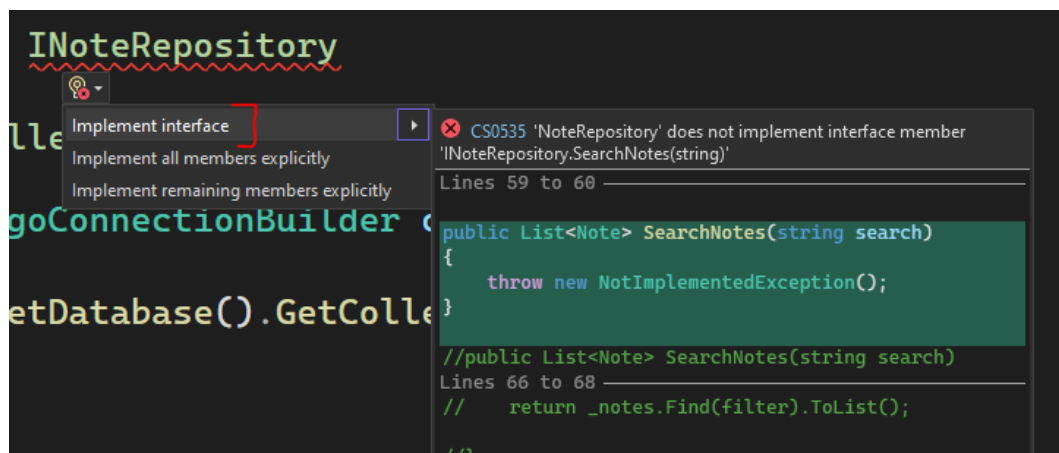 INoteRepository
lle
Implement interface
Implement all members explicitly
Implement remaining members explicitly
goConnectionBuilder c
etDatabase().GetColle
CS0535 'NoteRepository' does not implement interface member
'INoteRepository.SearchNotes(string)'
Lines 59 to 60
public List<Note> SearchNotes(string search)
{
    throw new NotImplementedException();
}
//public List<Note> SearchNotes(string search)
Lines 66 to 68
//    return _notes.Find(filter).ToList();